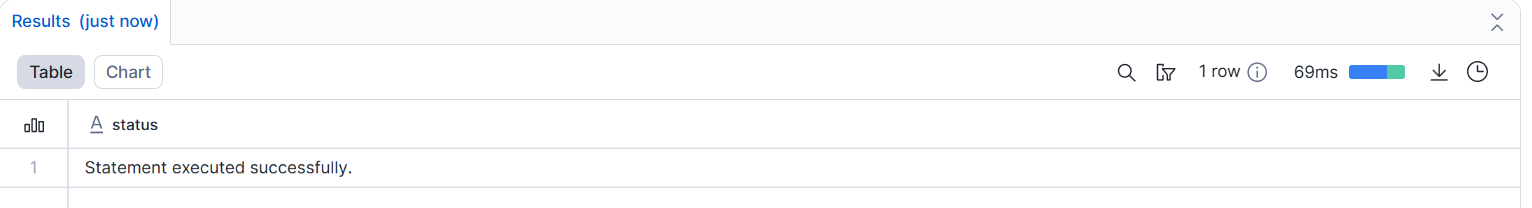 Results (just now)
Table Chart 1 row 69ms
A status
1 Statement executed successfully.